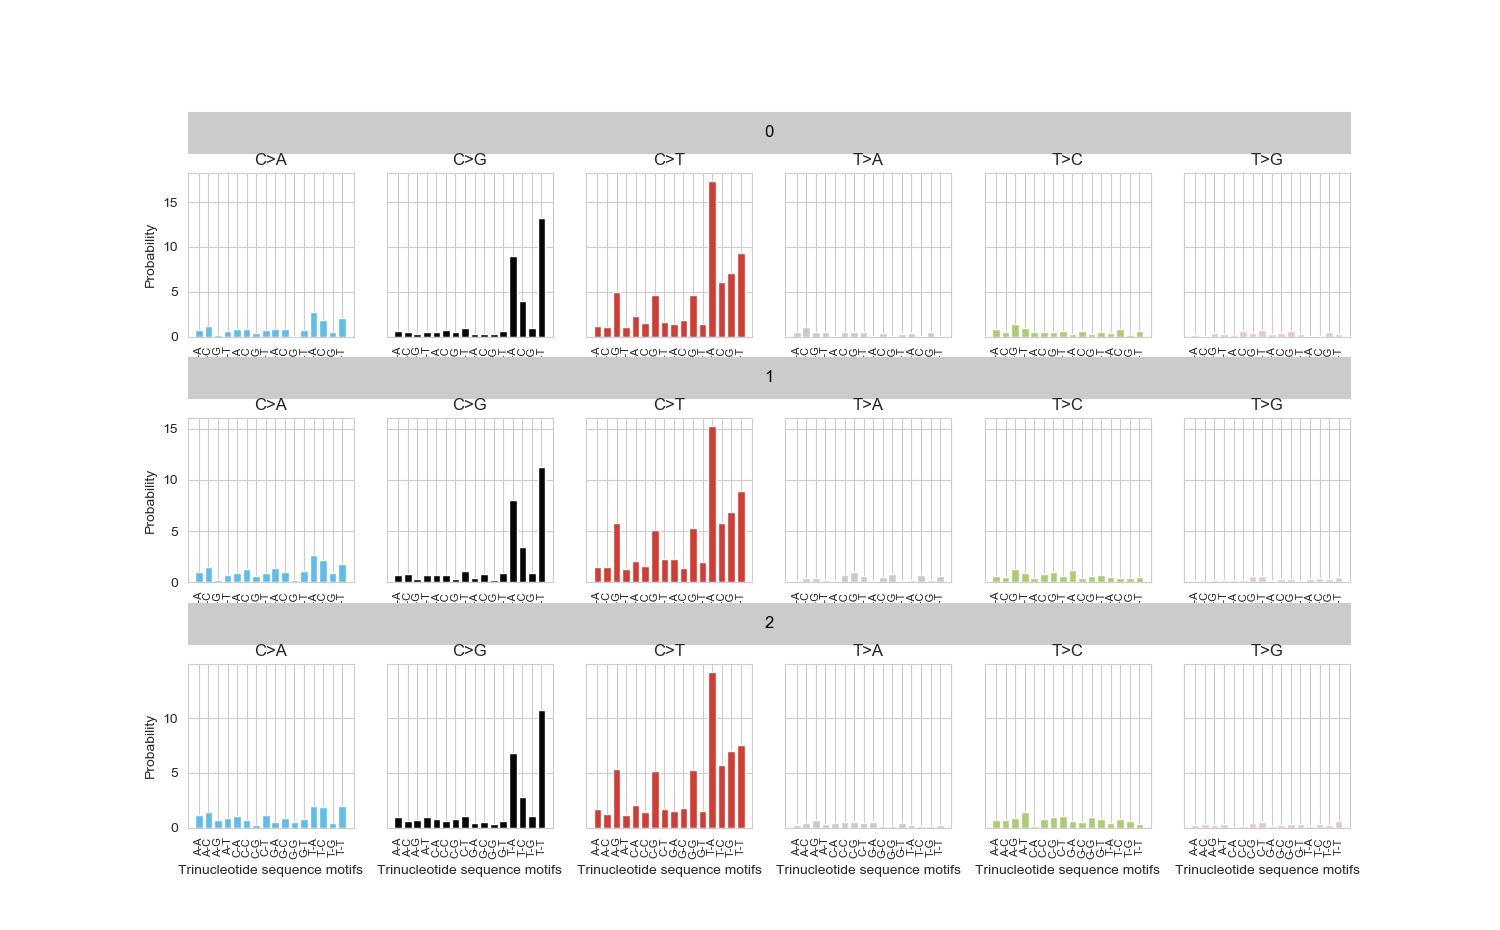 0
C>A C>G C>T T>A T>C T>G
Probability
15
10
5
0
1
C>A C>G C>T T>A T>C T>G
Probability
15
10
5
0
2
C>A C>G C>T T>A T>C T>G
Probability
10
5
0
A-A A-C A-G A-T C-A C-C C-G C-T G-A G-C G-G G-T T-A T-C T-G T-T
A-A A-C A-G A-T C-A C-C C-G C-T G-A G-C G-G G-T T-A T-C T-G T-T
A-A A-C A-G A-T C-A C-C C-G C-T G-A G-C G-G G-T T-A T-C T-G T-T
A-A A-C A-G A-T C-A C-C C-G C-T G-A G-C G-G G-T T-A T-C T-G T-T
A-A A-C A-G A-T C-A C-C C-G C-T G-A G-C G-G G-T T-A T-C T-G T-T
A-A A-C A-G A-T C-A C-C C-G C-T G-A G-C G-G G-T T-A T-C T-G T-T
Trinucleotide sequence motifs Trinucleotide sequence motifs Trinucleotide sequence motifs Trinucleotide sequence motifs Trinucleotide sequence motifs Trinucleotide sequence motifs